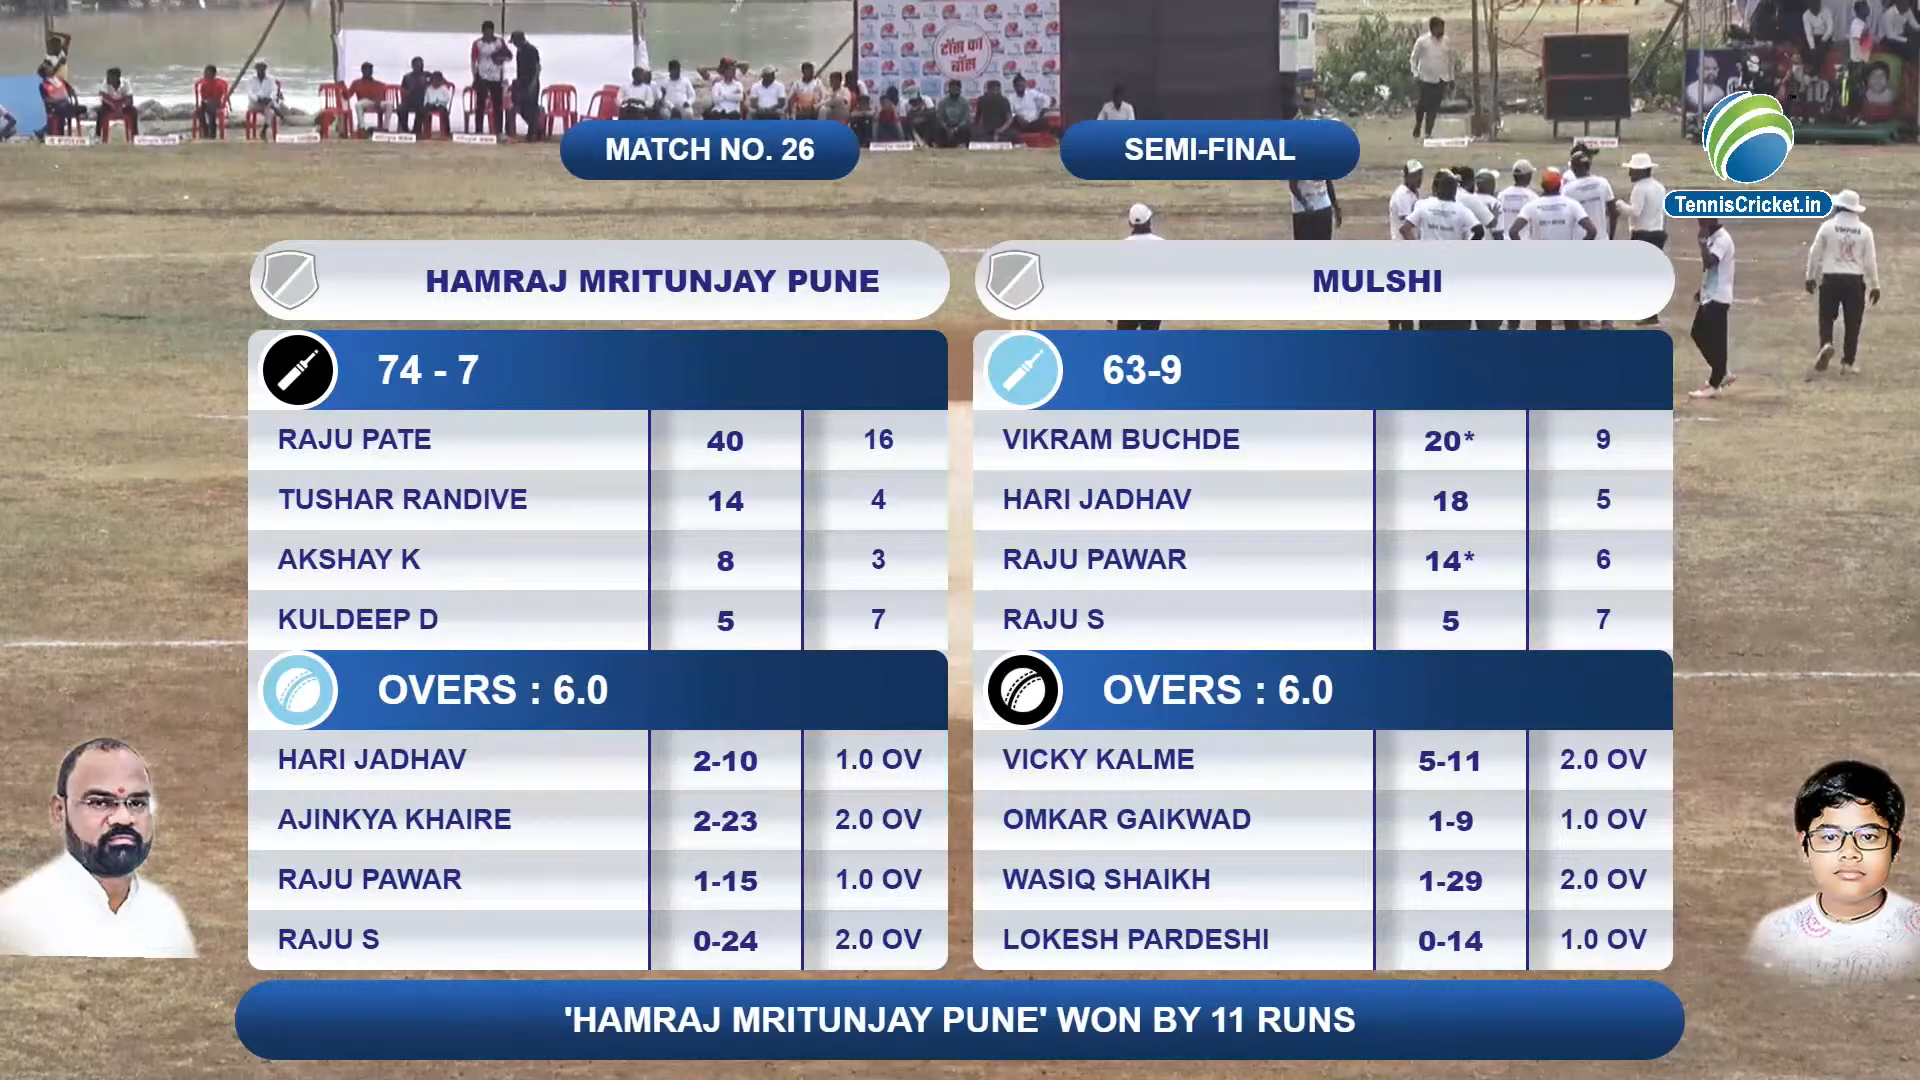 टॉस का
बॉस
MATCH NO. 26
SEMI-FINAL
TennisCricket.in
UMPIRE
HAMRAJ MRITUNJAY PUNE
MULSHI
74 - 7
63-9
RAJU PATE 40 16
VIKRAM BUCHDE 20* 9
TUSHAR RANDIVE 14 4
HARI JADHAV 18 5
AKSHAY K 8 3
RAJU PAWAR 14* 6
KULDEEP D 5 7
RAJU S 5 7
OVERS : 6.0
OVERS : 6.0
HARI JADHAV 2-10 1.0 OV
VICKY KALME 5-11 2.0 OV
AJINKYA KHAIRE 2-23 2.0 OV
OMKAR GAIKWAD 1-9 1.0 OV
RAJU PAWAR 1-15 1.0 OV
WASIQ SHAIKH 1-29 2.0 OV
RAJU S 0-24 2.0 OV
LOKESH PARDESHI 0-14 1.0 OV
'HAMRAJ MRITUNJAY PUNE' WON BY 11 RUNS